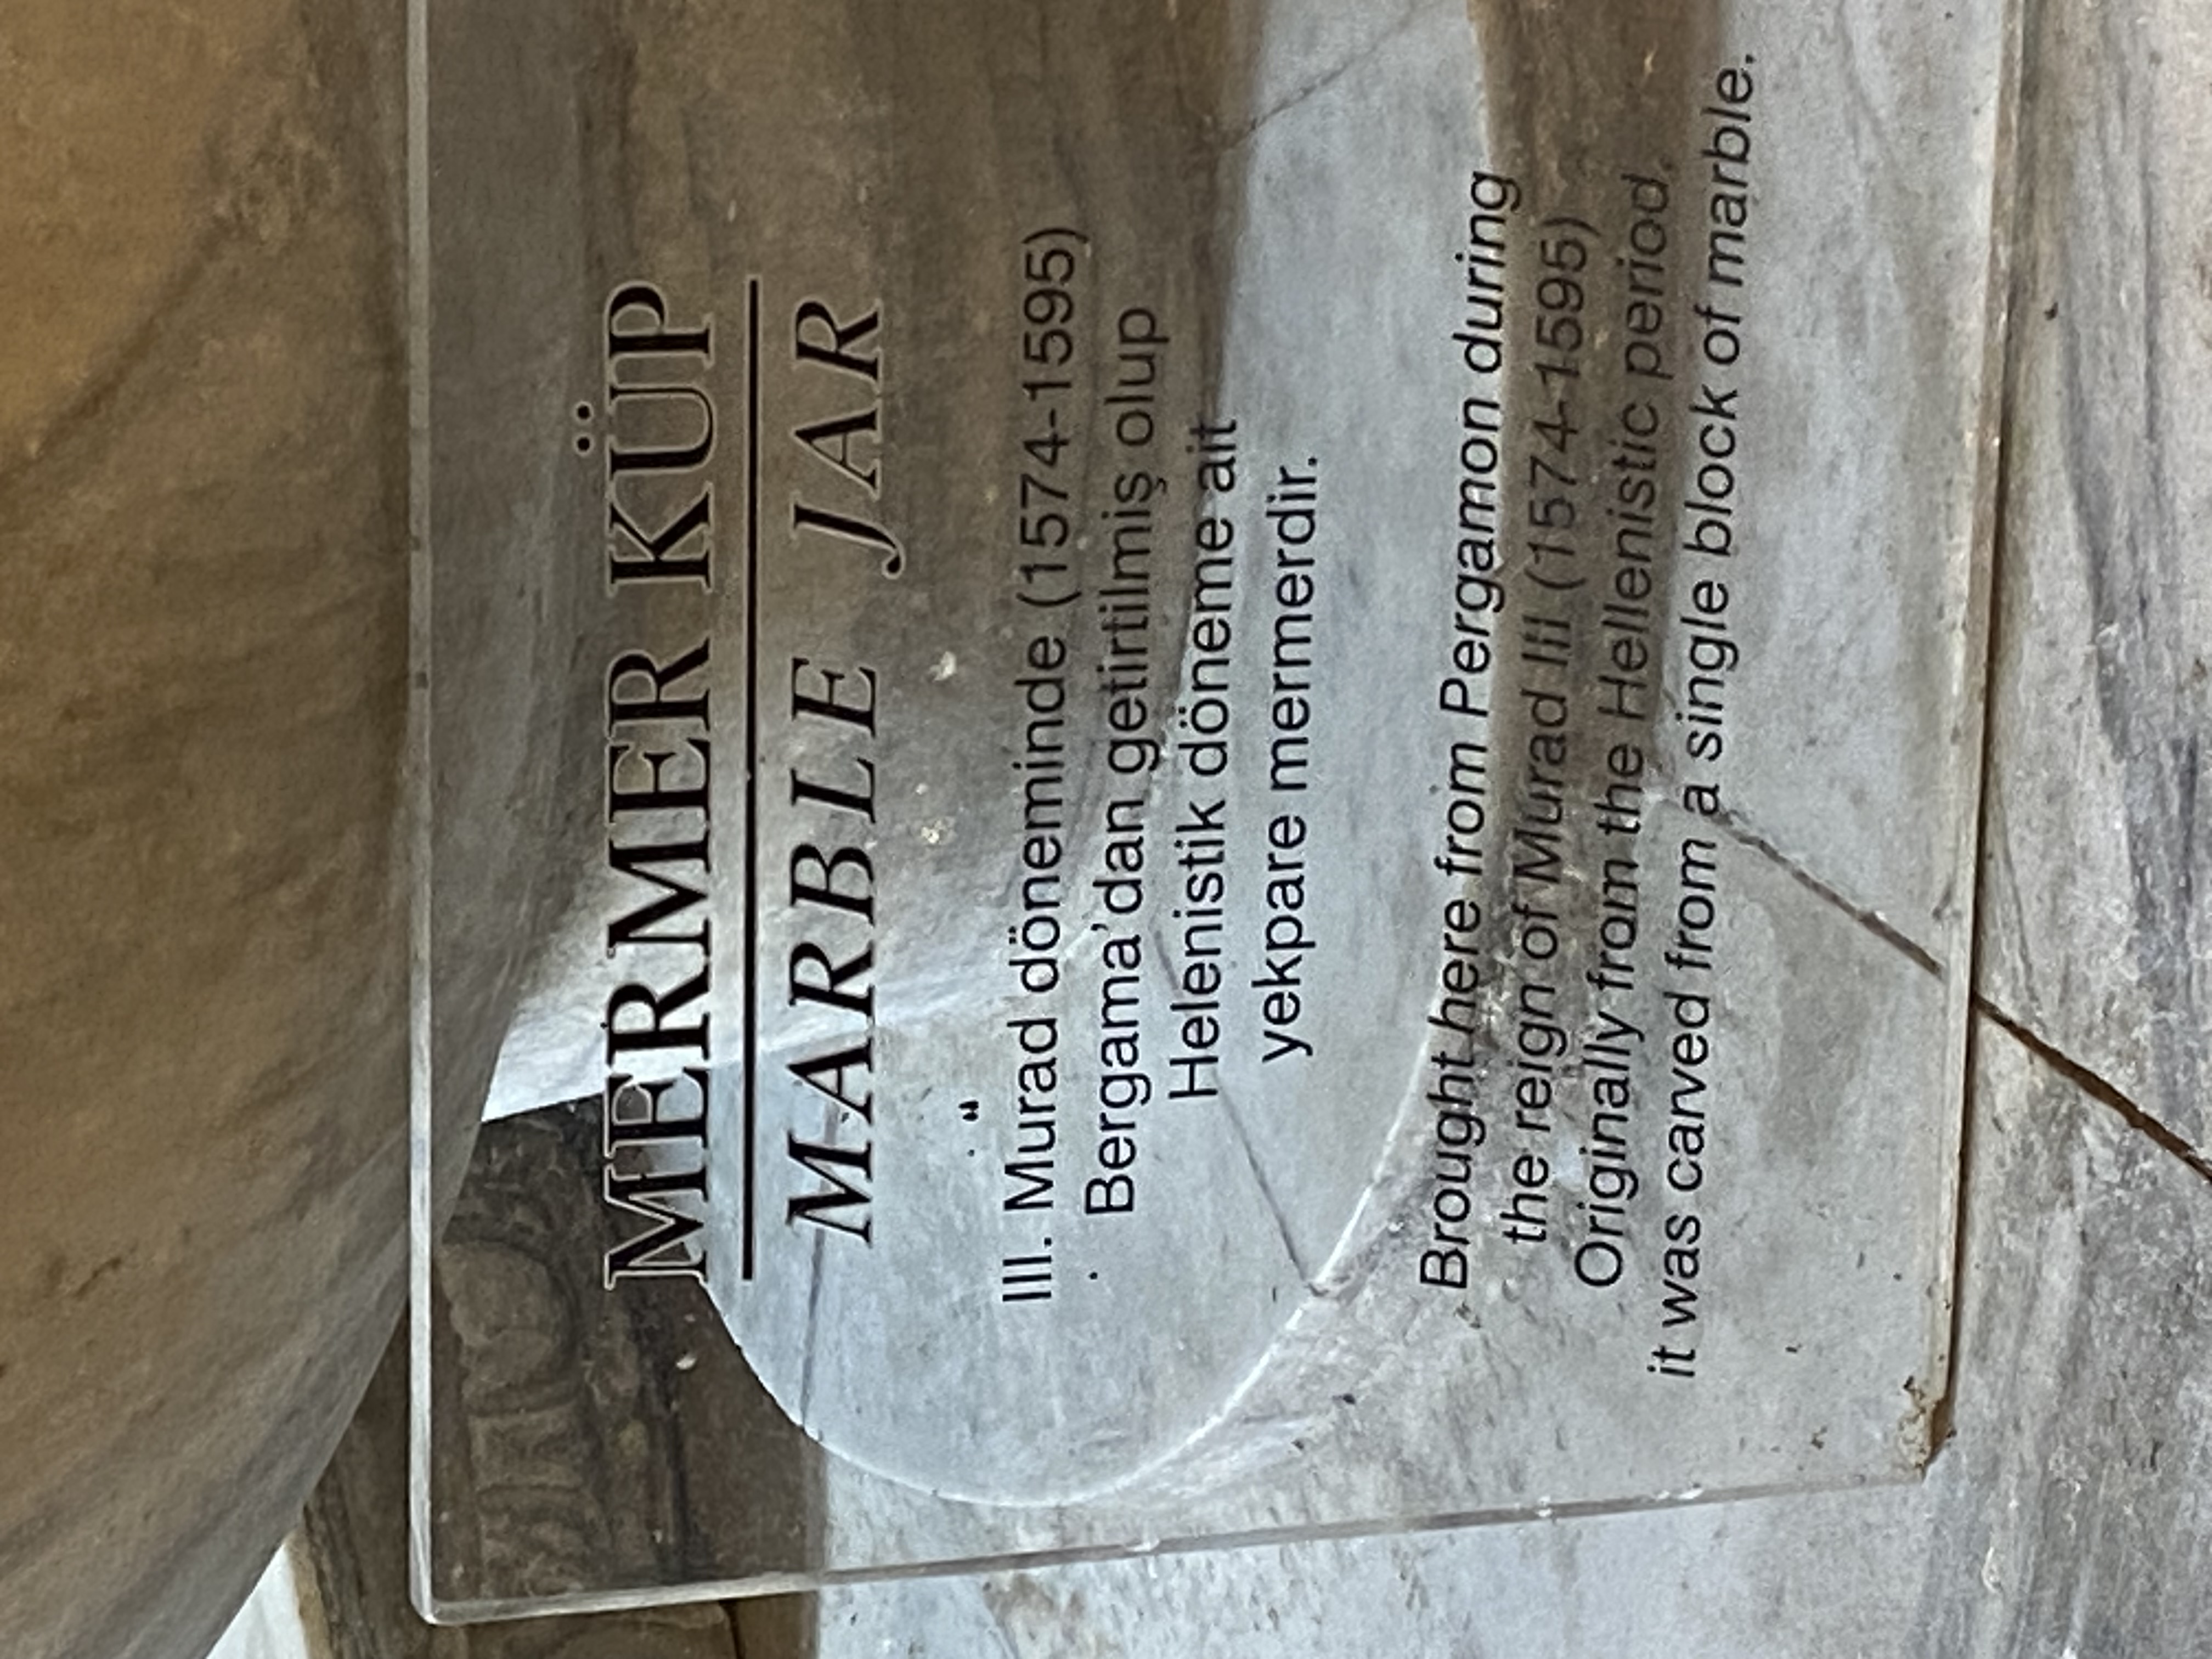 MERMER KÜP
MARBLE JAR
III. Murad döneminde (1574-1595)
Bergama'dan getirtilmiş olup
Helenistik döneme ait
yekpare mermerdir.
Brought here from Pergamon during
the reign of Murad III (1574-1595)
Originally from the Hellenistic period,
it was carved from a single block of marble.